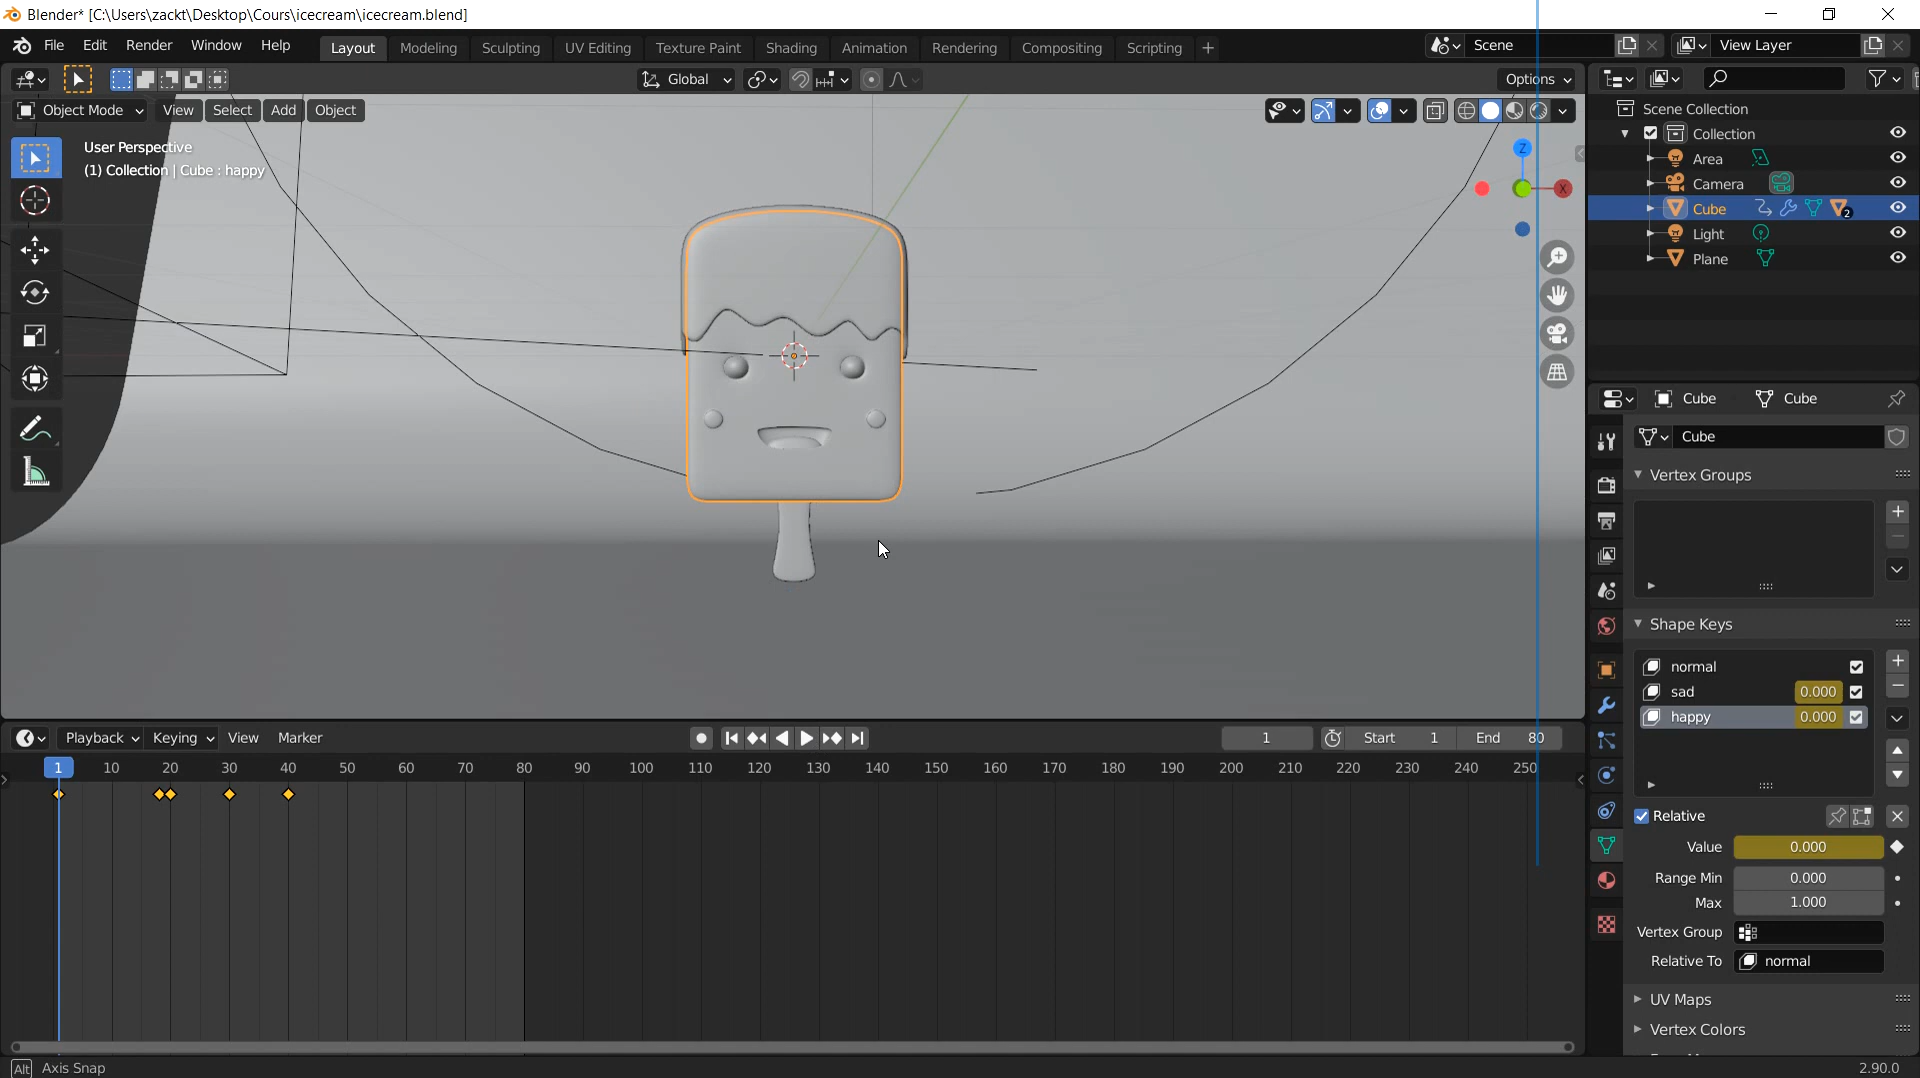 Blender* [C:\Users\zackt\Desktop\Cours\icecream\icecream.blend]
File Edit Render Window Help Layout Modeling Sculpting UV Editing Texture Paint Shading Animation Rendering Compositing Scripting + Scene View Layer
Global Options
Object Mode View Select Add Object
User Perspective
(1) Collection | Cube : happy
Z
X
Scene Collection
Collection
Area
Camera
Cube 2
Light
Plane
Cube Cube
Cube
Vertex Groups
Shape Keys
normal
sad 0.000
happy 0.000
Relative
Value 0.000
Range Min 0.000
Max 1.000
Vertex Group
Relative To normal
UV Maps
Vertex Colors
Playback Keying View Marker 1 Start 1 End 80
1 10 20 30 40 50 60 70 80 90 100 110 120 130 140 150 160 170 180 190 200 210 220 230 240 250
Alt Axis Snap 2.90.0